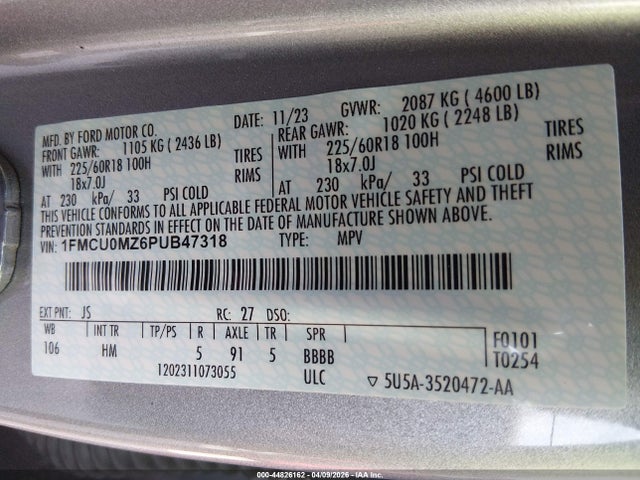 MFD. BY FORD MOTOR CO.
DATE: 11/23 GVWR: 2087 KG ( 4600 LB)
FRONT GAWR: 1105 KG ( 2436 LB) REAR GAWR: 1020 KG ( 2248 LB)
WITH 225/60R18 100H TIRES WITH 225/60R18 100H TIRES
18x7.0J RIMS 18x7.0J RIMS
AT 230 kPa/ 33 PSI COLD AT 230 kPa/ 33 PSI COLD
THIS VEHICLE CONFORMS TO ALL APPLICABLE FEDERAL MOTOR VEHICLE SAFETY AND THEFT
PREVENTION STANDARDS IN EFFECT ON THE DATE OF MANUFACTURE SHOWN ABOVE.
VIN: 1FMCU0MZ6PUB47318 TYPE: MPV
EXT PNT: JS RC: 27 DSO:
WB INT TR TP/PS R AXLE TR SPR F0101
106 HM 5 91 5 BBBB T0254
1202311073055 ULC ▽ 5U5A-3520472-AA
000-44826162 - 04/09/2026 - IAA Inc.